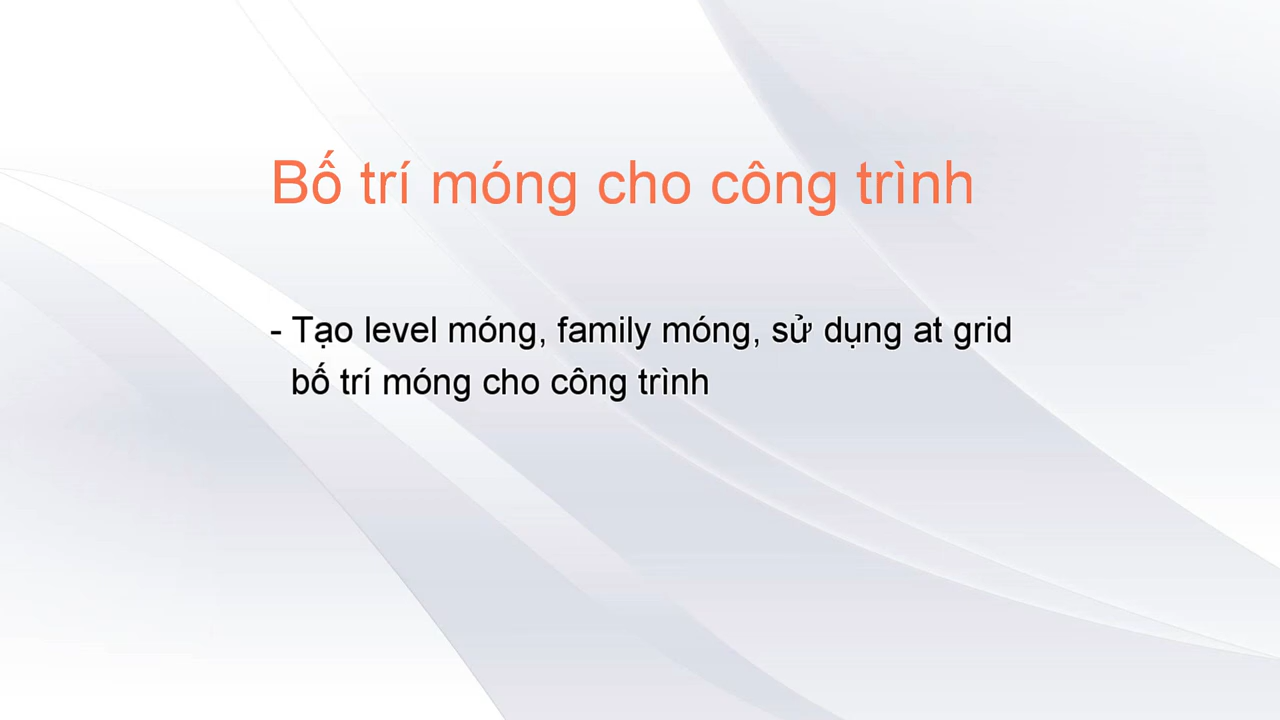 Bố trí móng cho công trình
- Tạo level móng, family móng, sử dụng at grid
bố trí móng cho công trình